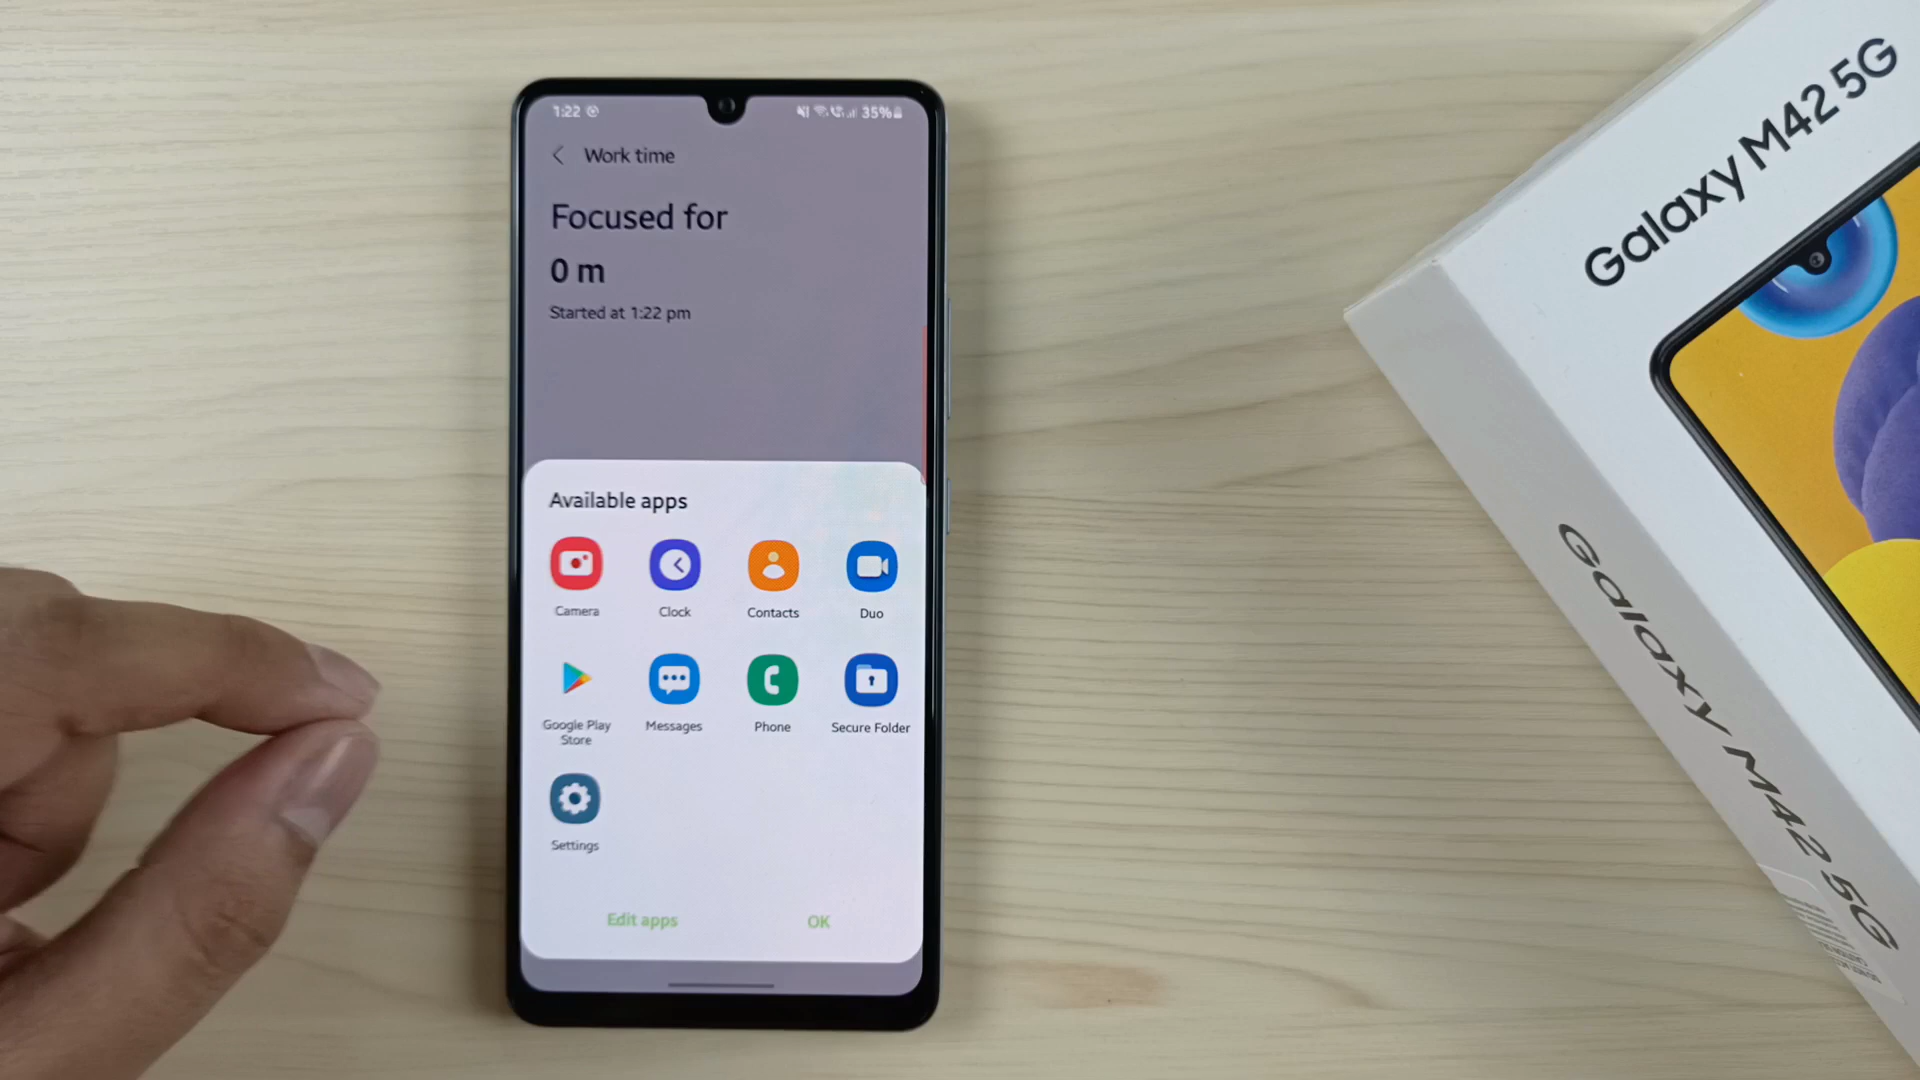 1:22
35%
Work time
Focused for
0 m
Started at 1:22 pm
Available apps
Camera
Clock
Contacts
Duo
Google Play
Store
Messages
Phone
Secure Folder
Settings
Edit apps
OK
Galaxy M42 5G
Galaxy M42 5G